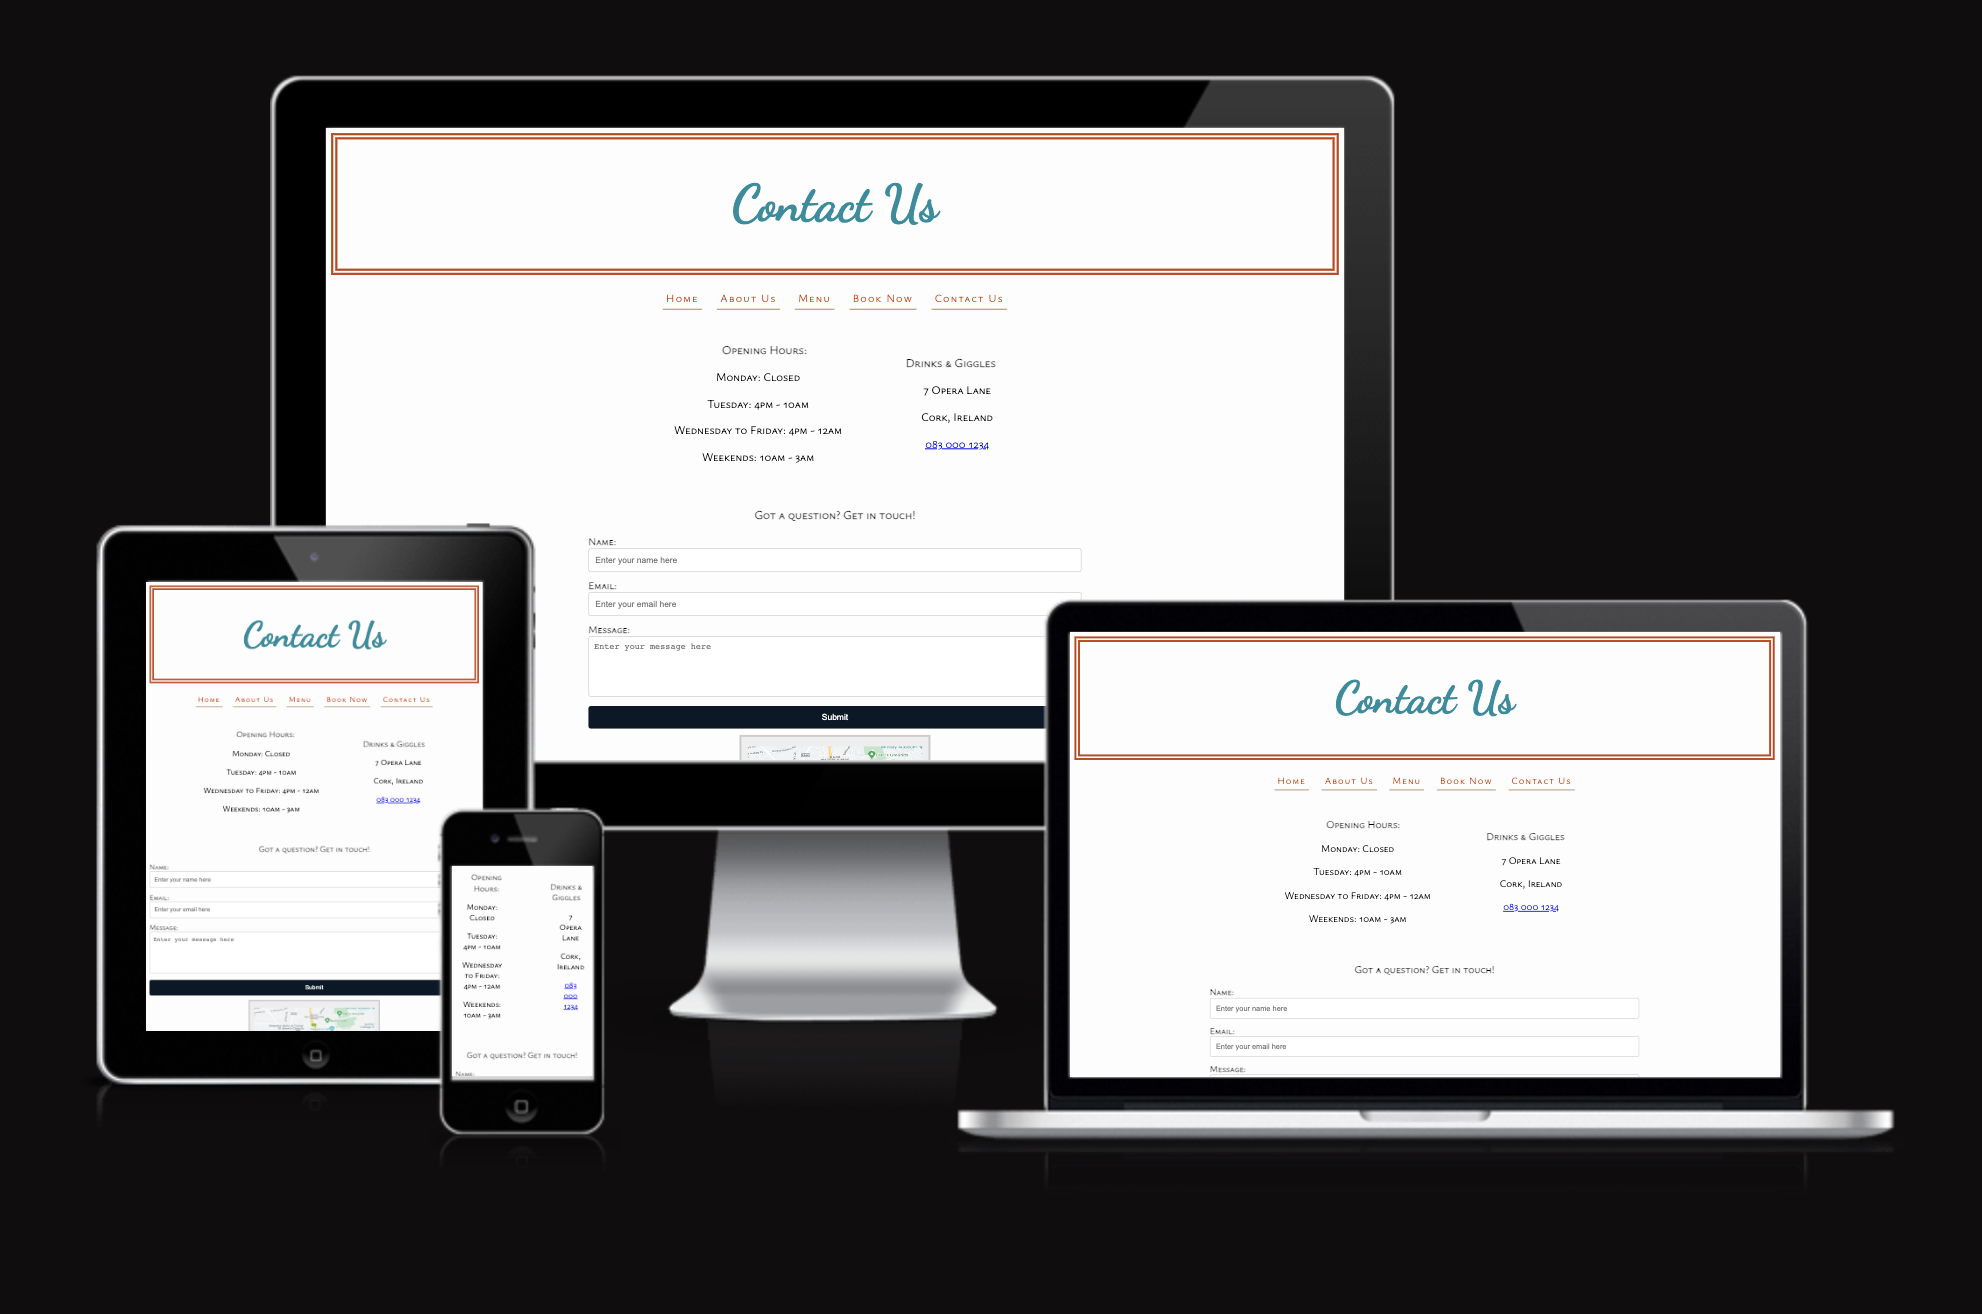 Contact Us
Home About Us Menu Book Now Contact Us
Opening Hours:
Monday: Closed
Tuesday: 4pm - 10am
Wednesday to Friday: 4pm - 12am
Weekends: 10am - 3am
Drinks & Giggles
7 Opera Lane
Cork, Ireland
083 000 1234
Got a question? Get in touch!
Name:
Enter your name here
Email:
Enter your email here
Message:
Enter your message here
Submit
Contact Us
Home About Us Menu Book Now Contact Us
Opening Hours:
Monday: Closed
Tuesday: 4pm - 10am
Wednesday to Friday: 4pm - 12am
Weekends: 10am - 3am
Drinks & Giggles
7 Opera Lane
Cork, Ireland
083 000 1234
Got a question? Get in touch!
Name:
Enter your name here
Email:
Enter your email here
Message:
Enter your message here
Submit
Opening
Hours:
Monday:
Closed
Tuesday:
4pm - 10am
Wednesday
to Friday:
4pm - 12am
Weekends:
10am - 3am
Drinks &
Giggles
7
Opera
Lane
Cork,
Ireland
083
000
1234
Got a question? Get in touch!
Name:
Contact Us
Home About Us Menu Book Now Contact Us
Opening Hours:
Monday: Closed
Tuesday: 4pm - 10am
Wednesday to Friday: 4pm - 12am
Weekends: 10am - 3am
Drinks & Giggles
7 Opera Lane
Cork, Ireland
083 000 1234
Got a question? Get in touch!
Name:
Enter your name here
Email:
Enter your email here
Message: